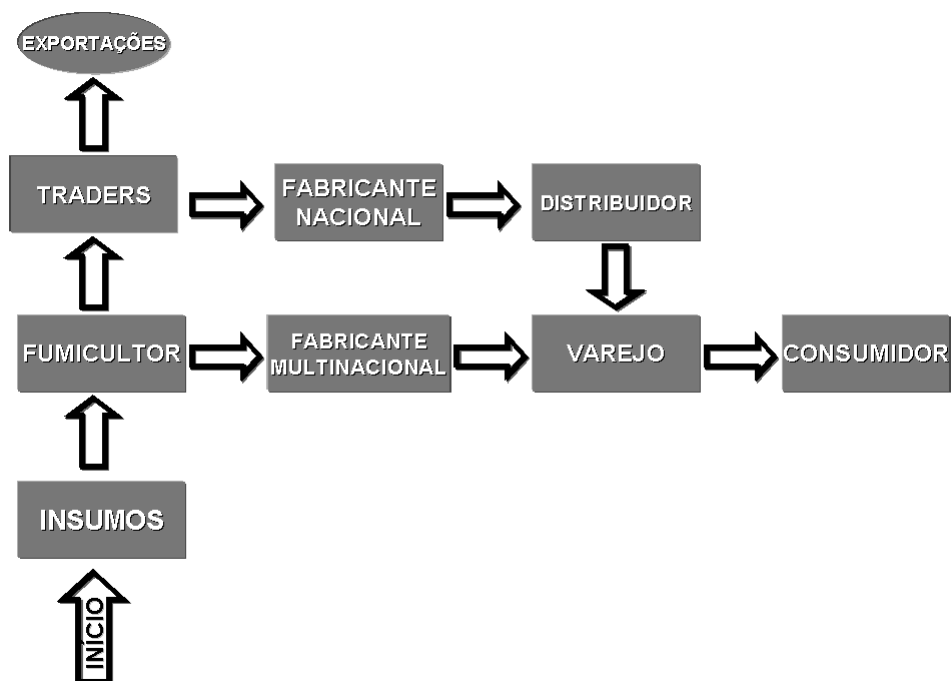 EXPORTAÇÕES
TRADERS
FABRICANTE
NACIONAL
DISTRIBUIDOR
FUMICULTOR
FABRICANTE
MULTINACIONAL
VAREJO
CONSUMIDOR
INSUMOS
INÍCIO